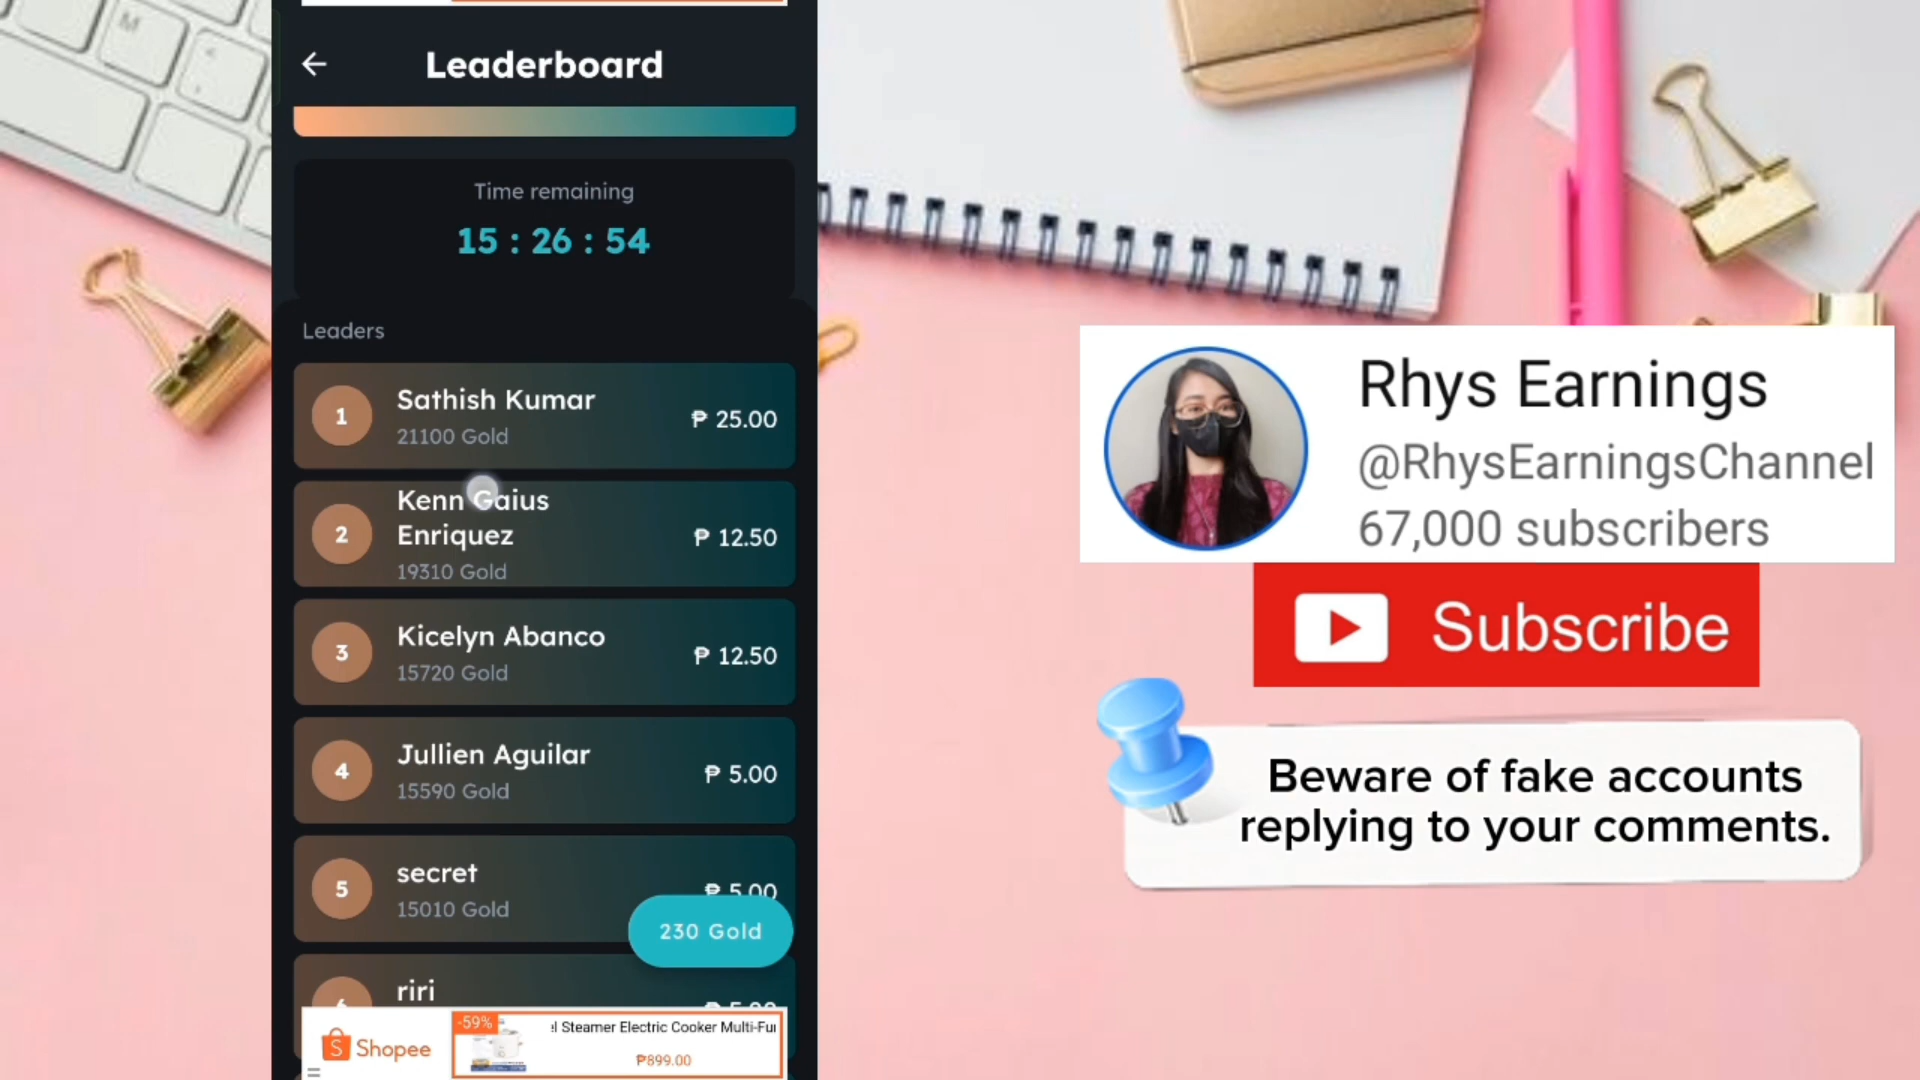 Leaderboard
Time remaining
15 : 26 : 54
Leaders
1
Sathish Kumar
21100 Gold
₱ 25.00
2
Kenn Gaius
Enriquez
19310 Gold
₱ 12.50
3
Kicelyn Abanco
15720 Gold
₱ 12.50
4
Jullien Aguilar
15590 Gold
₱ 5.00
5
secret
15010 Gold
₱ 5.00
230 Gold
riri
Shopee
-59%
Steamer Electric Cooker
₱899.00
Rhys Earnings
@RhysEarningsChannel
67,000 subscribers
Subscribe
Beware of fake accounts
replying to your comments.